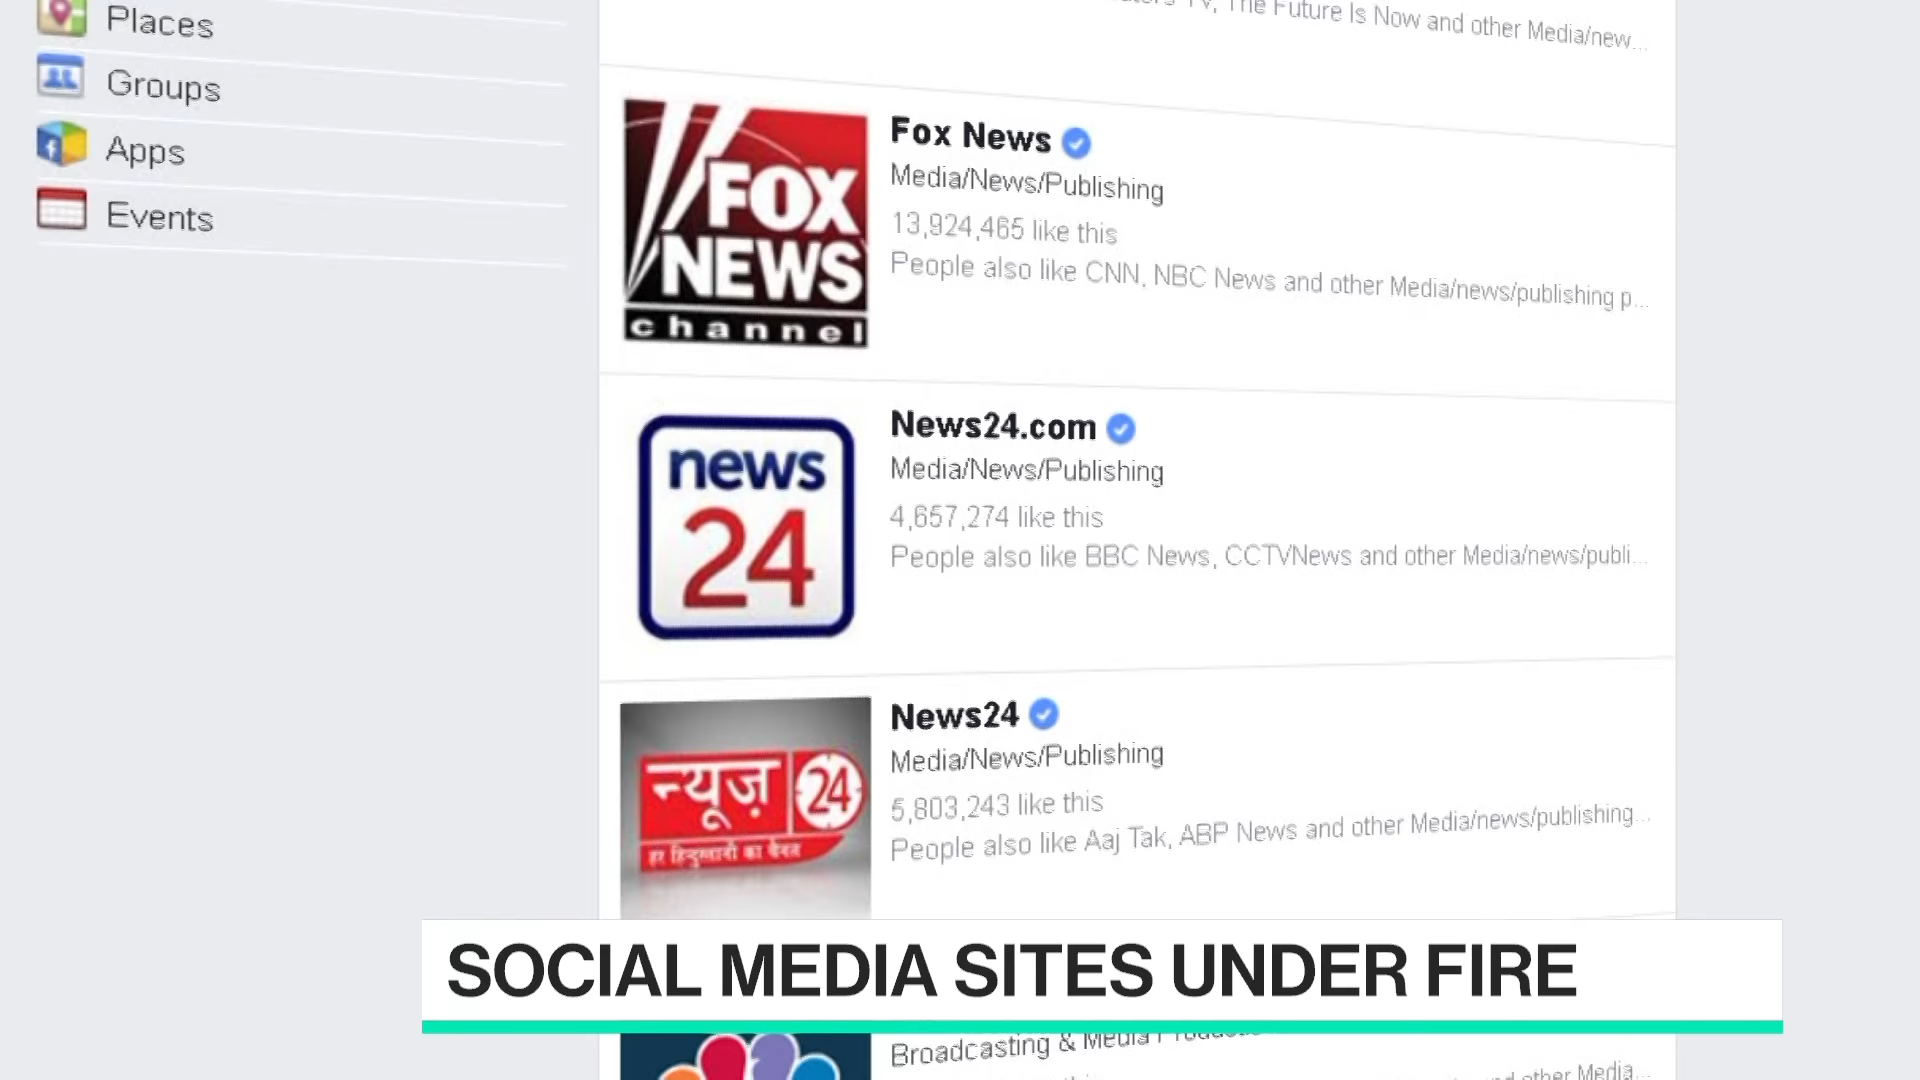 The Future Is Now and other Media/new...
Places
Groups
Apps
Events
FOX
NEWS
channel
Fox News
Media/News/Publishing
13,924,465 like this
People also like CNN, NBC News and other Media/news/publishing p...
news
24
News24.com
Media/News/Publishing
4,657,274 like this
People also like BBC News, CCTVNews and other Media/news/publi...
न्यूज़ 24
हर हिन्दुस्तानी का चैनल
News24
Media/News/Publishing
5,803,243 like this
People also like Aaj Tak, ABP News and other Media/news/publishing...
SOCIAL MEDIA SITES UNDER FIRE
Broadcasting & Media
other Media...